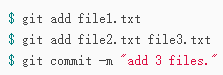 $ git add file1.txt
$ git add file2.txt file3.txt
$ git commit -m "add 3 files."